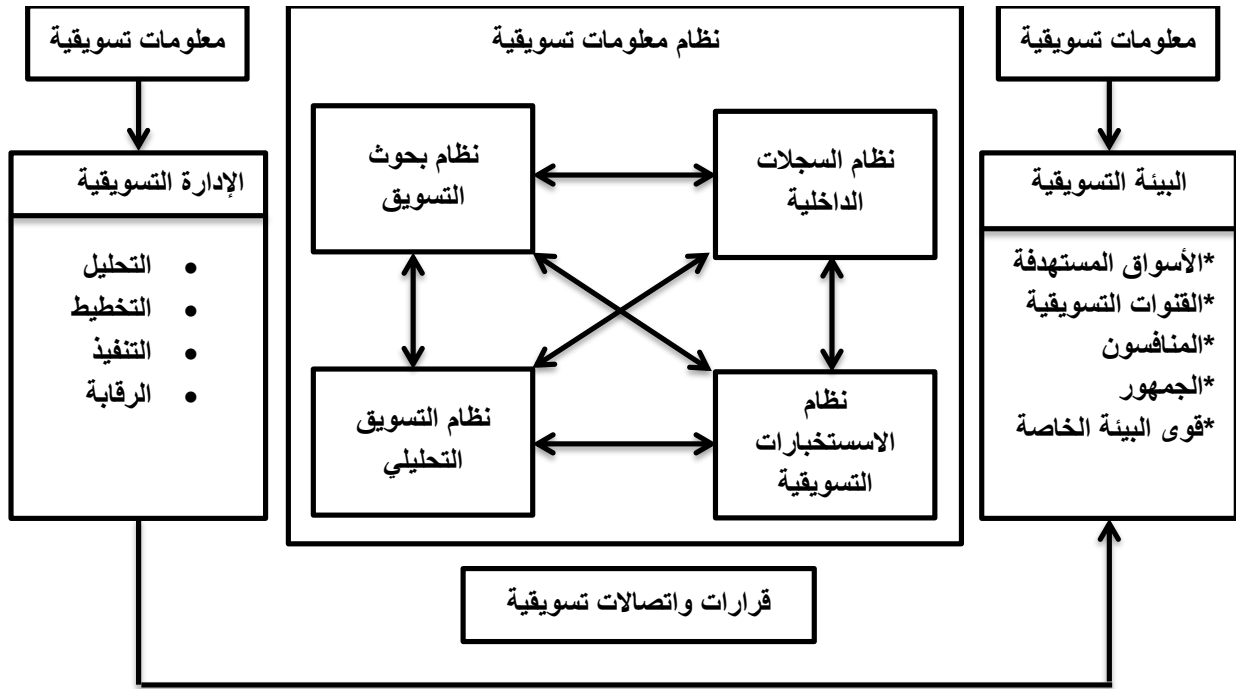 معلومات تسويقية
البيئة التسويقية
*الأسواق المستهدفة
*القنوات التسويقية
*المنافسون
*الجمهور
*قوى البيئة الخاصة
نظام معلومات تسويقية
نظام السجلات
الداخلية
نظام بحوث
التسويق
نظام
الاسستخبارات
التسويقية
نظام التسويق
التحليلي
معلومات تسويقية
الإدارة التسويقية
• التحليل
• التخطيط
• التنفيذ
• الرقابة
قرارات واتصالات تسويقية